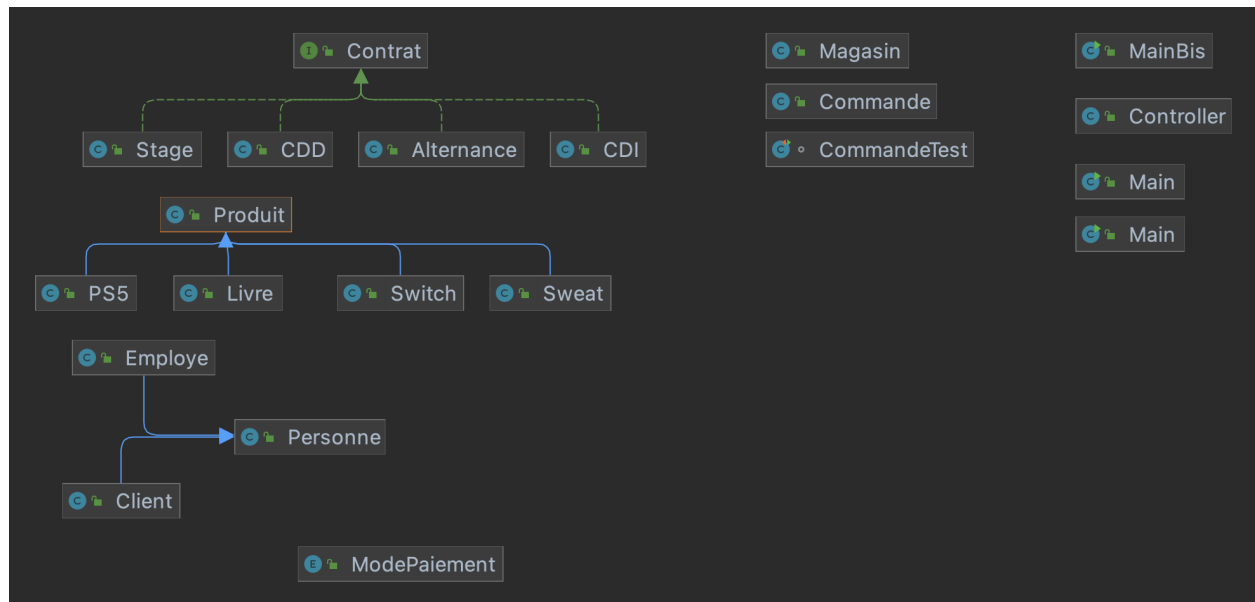 Contrat
Stage
CDD
Alternance
CDI
Produit
PS5
Livre
Switch
Sweat
Employe
Personne
Client
ModePaiement
Magasin
Commande
CommandeTest
MainBis
Controller
Main
Main